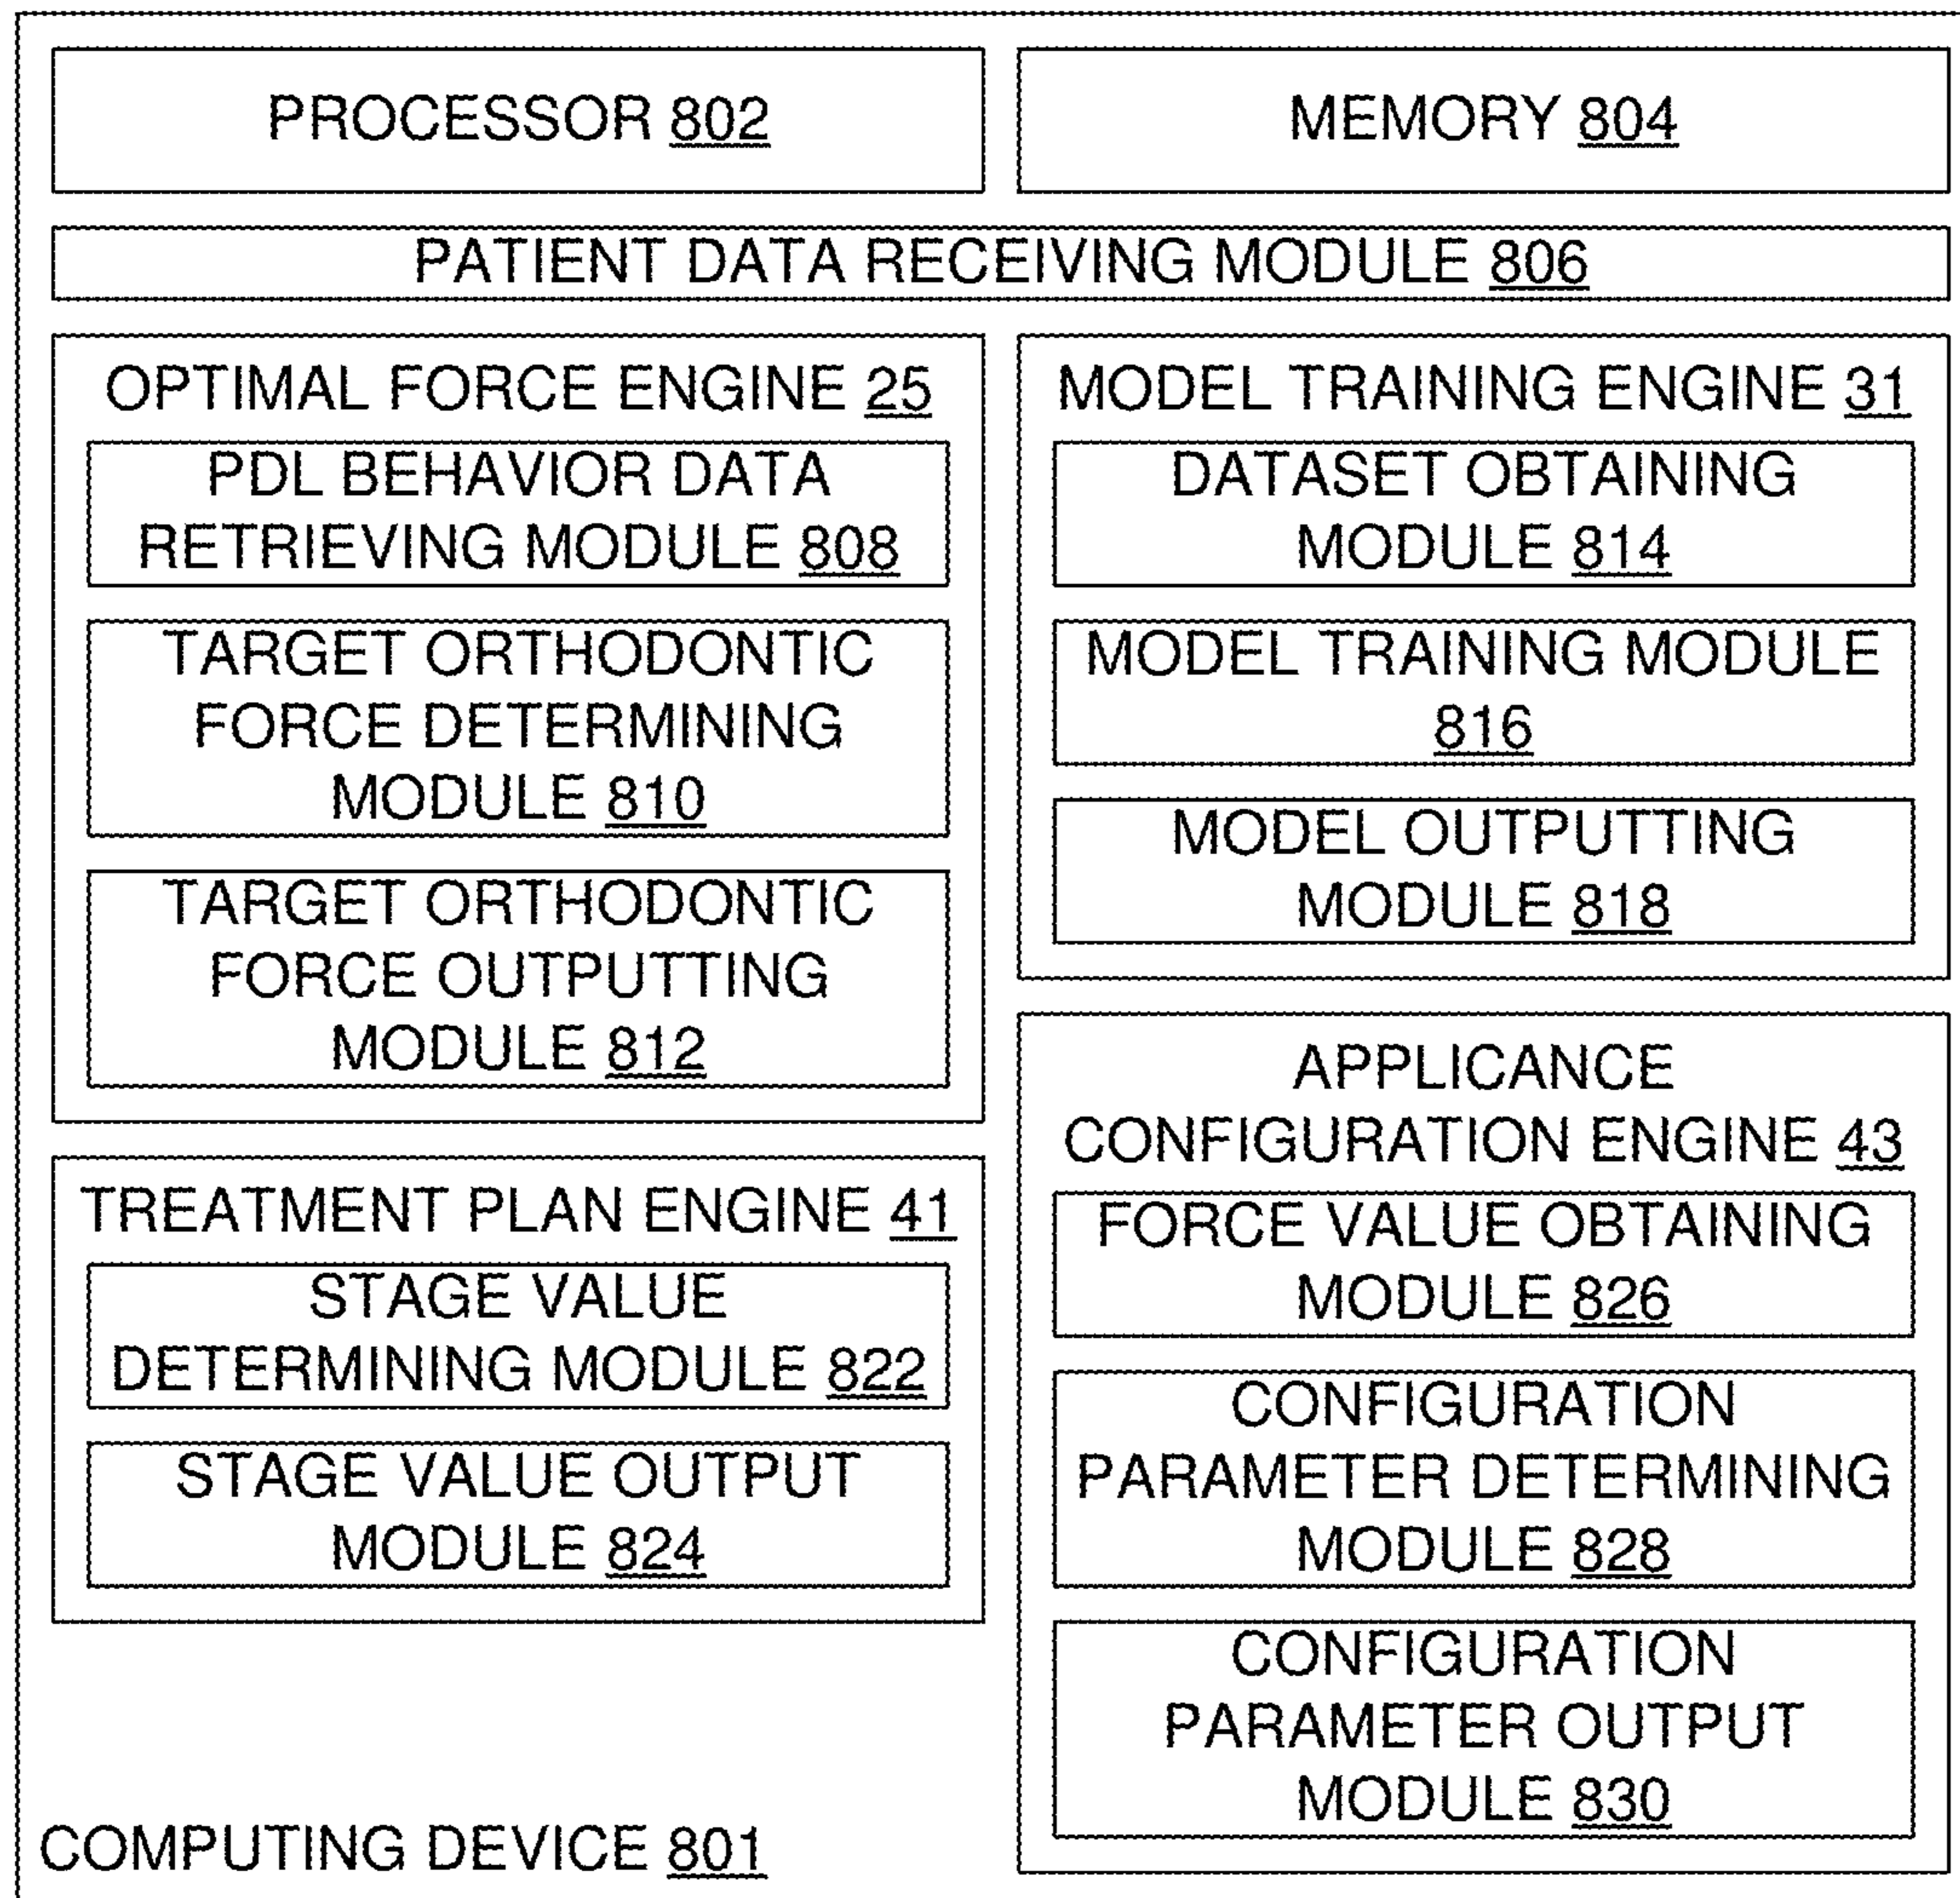 PROCESSOR 802
MEMORY 804
PATIENT DATA RECEIVING MODULE 806
OPTIMAL FORCE ENGINE 25
PDL BEHAVIOR DATA
RETRIEVING MODULE 808
TARGET ORTHODONTIC
FORCE DETERMINING
MODULE 810
TARGET ORTHODONTIC
FORCE OUTPUTTING
MODULE 812
TREATMENT PLAN ENGINE 41
STAGE VALUE
DETERMINING MODULE 822
STAGE VALUE OUTPUT
MODULE 824
MODEL TRAINING ENGINE 31
DATASET OBTAINING
MODULE 814
MODEL TRAINING MODULE
816
MODEL OUTPUTTING
MODULE 818
APPLICANCE
CONFIGURATION ENGINE 43
FORCE VALUE OBTAINING
MODULE 826
CONFIGURATION
PARAMETER DETERMINING
MODULE 828
CONFIGURATION
PARAMETER OUTPUT
MODULE 830
COMPUTING DEVICE 801